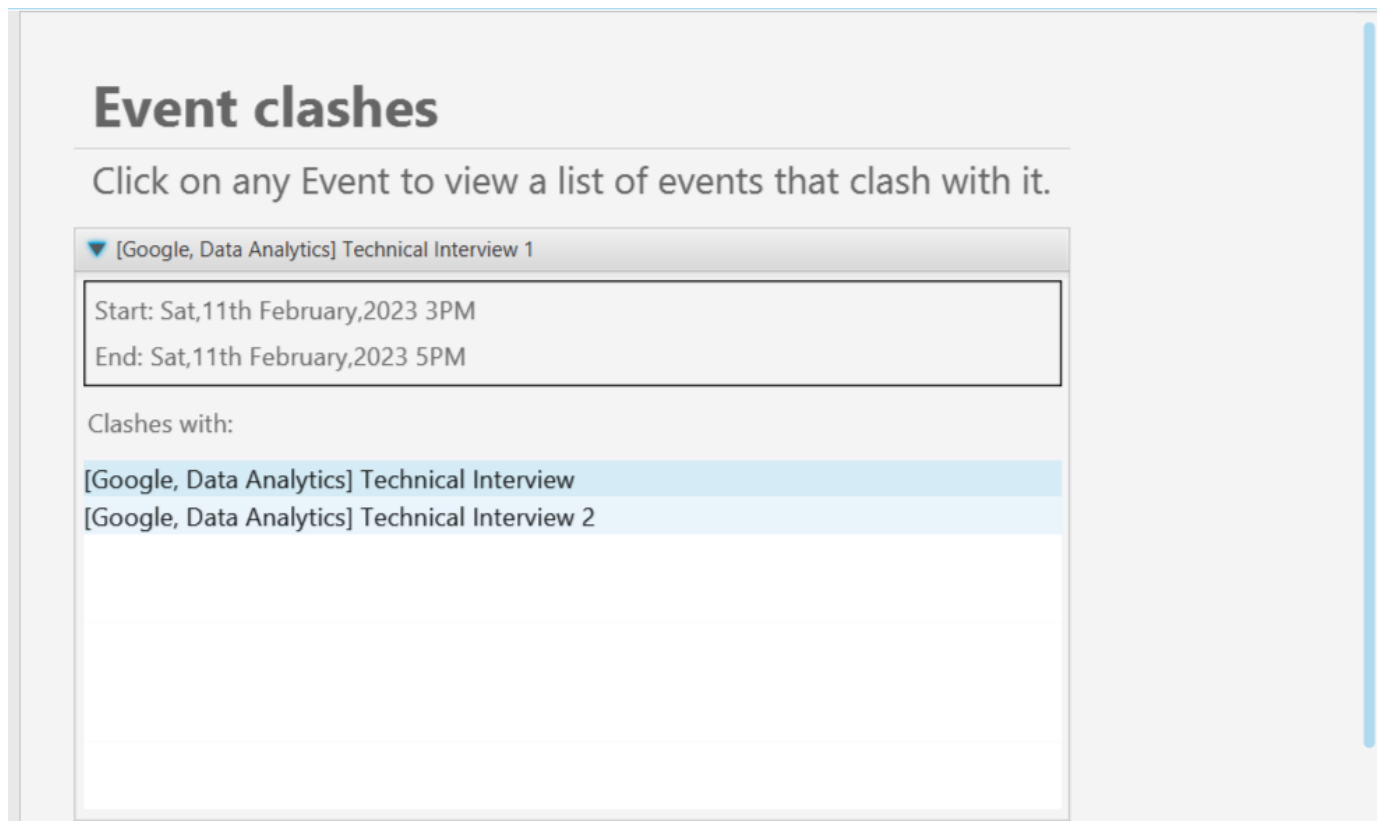 Event clashes
Click on any Event to view a list of events that clash with it.
[Google, Data Analytics] Technical Interview 1
Start: Sat,11th February,2023 3PM
End: Sat,11th February,2023 5PM
Clashes with:
[Google, Data Analytics] Technical Interview
[Google, Data Analytics] Technical Interview 2